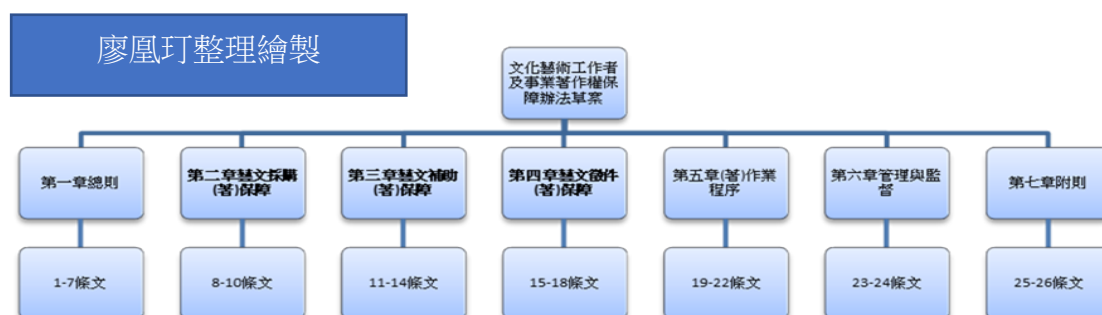 廖凰玎整理繪製
文化藝術工作者
及事業著作權保
障辦法草案
第一章總則
第二章藝文採購
(著)保障
第三章藝文補助
(著)保障
第四章藝文徵件
(著)保障
第五章(著)作業
程序
第六章管理與監
督
第七章附則
1-7條文
8-10條文
11-14條文
15-18條文
19-22條文
23-24條文
25-26條文